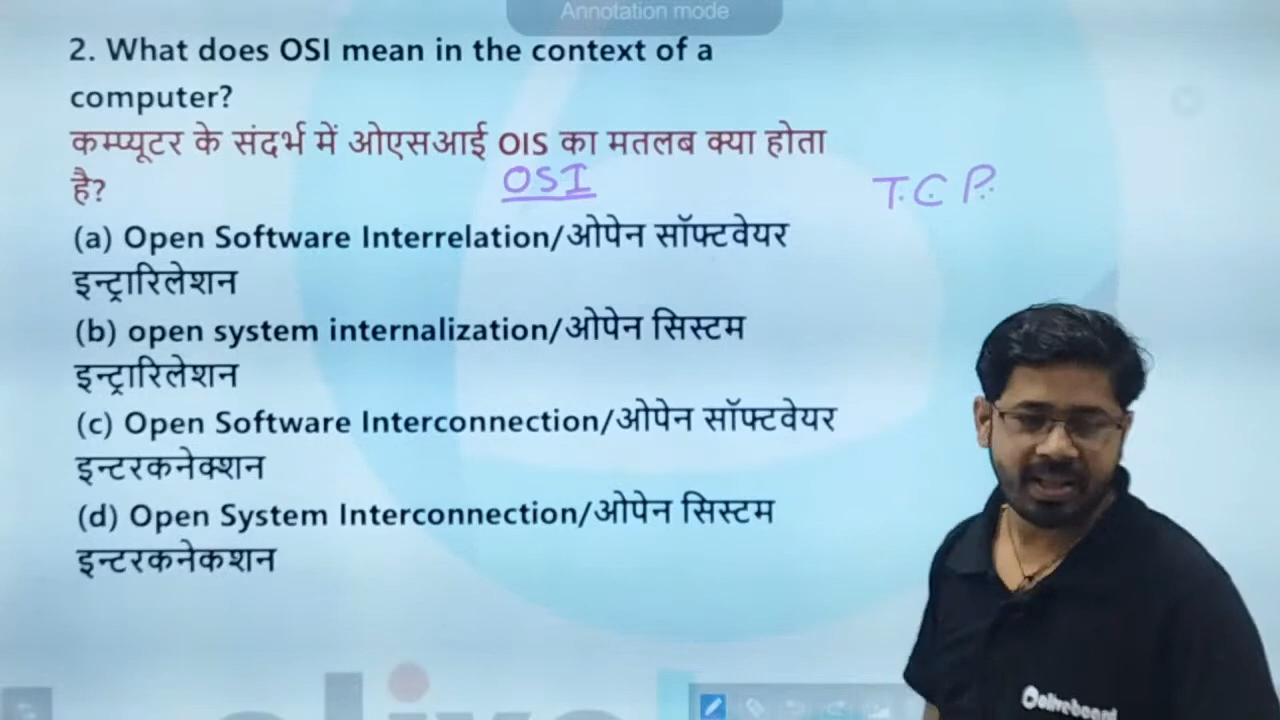 Annotation mode
2. What does OSI mean in the context of a
computer?
कम्प्यूटर के संदर्भ में ओएसआई OIS का मतलब क्या होता
है?
OSI
T.C.P.
(a) Open Software Interrelation/ओपेन सॉफ्टवेयर
इन्ट्रारिलेशन
(b) open system internalization/ओपेन सिस्टम
इन्ट्रारिलेशन
(c) Open Software Interconnection/ओपेन सॉफ्टवेयर
इन्टरकनेक्शन
(d) Open System Interconnection/ओपेन सिस्टम
इन्टरकनेकशन
oliveboard